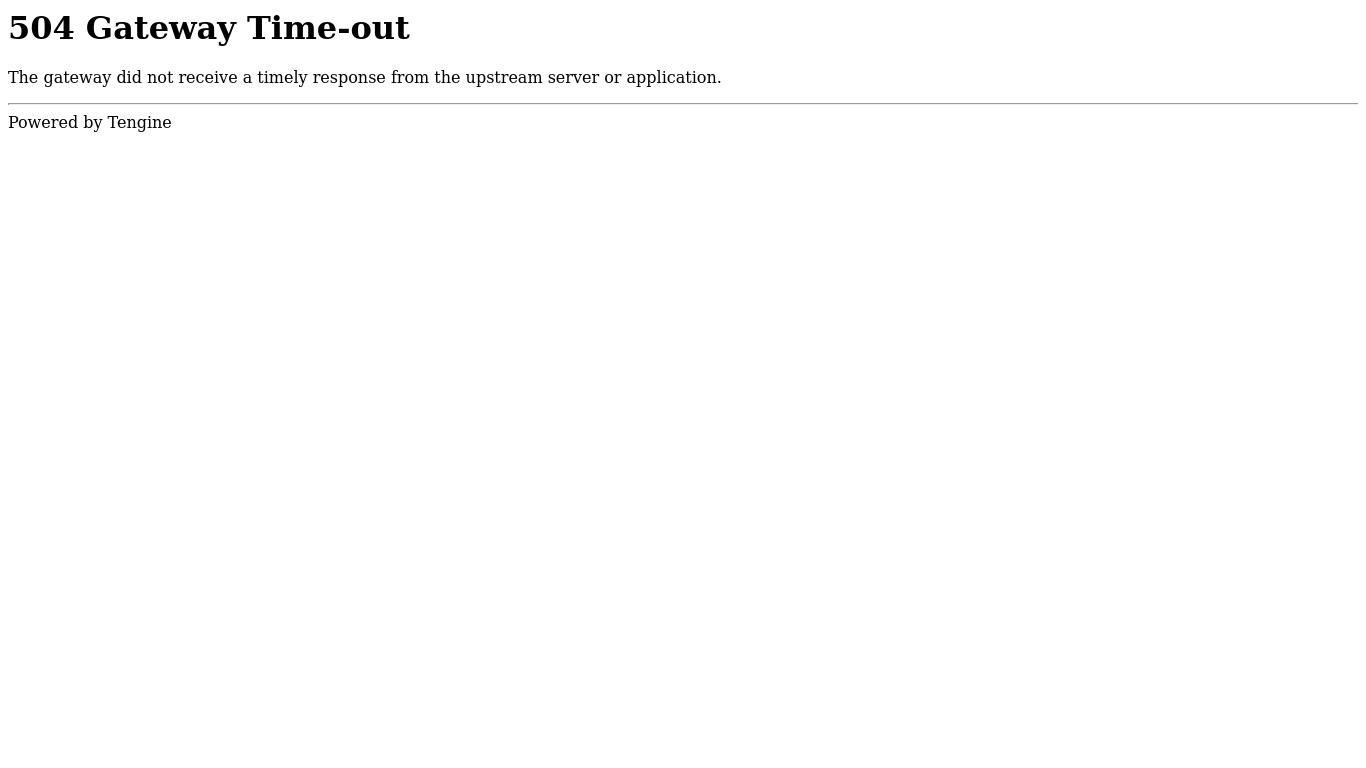 504 Gateway Time-out
The gateway did not receive a timely response from the upstream server or application.
Powered by Tengine